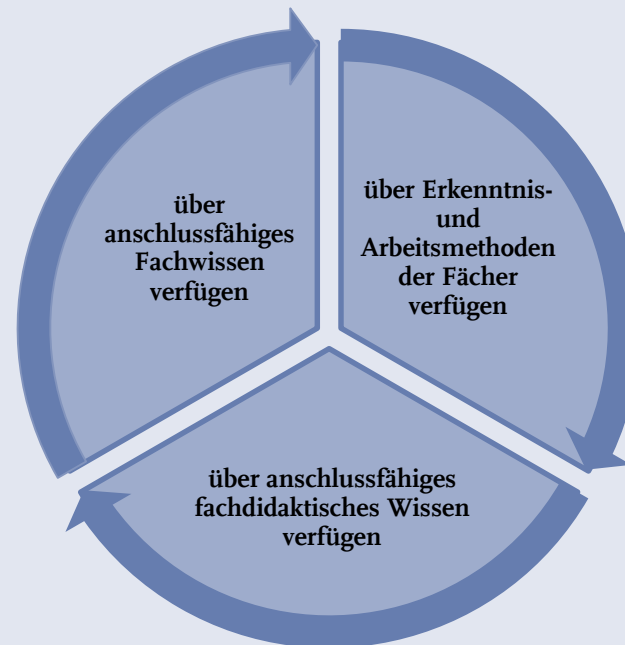 über
anschlussfähiges
Fachwissen
verfügen
über Erkenntnis-
und
Arbeitsmethoden
der Fächer
verfügen
über anschlussfähiges
fachdidaktisches Wissen
verfügen